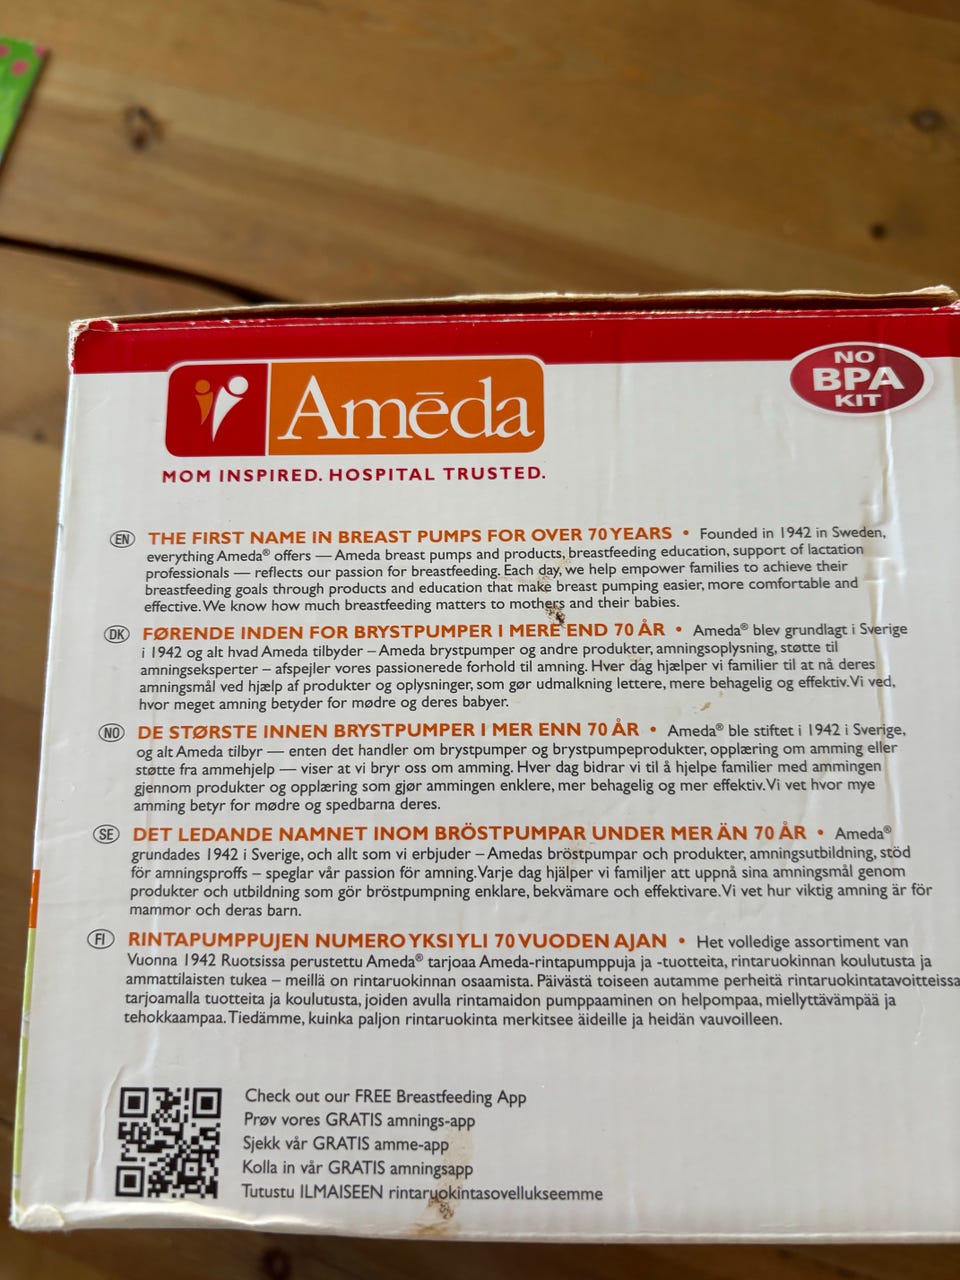 NO
BPA
KIT
Amēda
MOM INSPIRED. HOSPITAL TRUSTED.
EN THE FIRST NAME IN BREAST PUMPS FOR OVER 70 YEARS • Founded in 1942 in Sweden,
everything Ameda® offers — Ameda breast pumps and products, breastfeeding education, support of lactation
professionals — reflects our passion for breastfeeding. Each day, we help empower families to achieve their
breastfeeding goals through products and education that make breast pumping easier, more comfortable and
effective. We know how much breastfeeding matters to mothers and their babies.
DK FØRENDE INDEN FOR BRYSTPUMPER I MERE END 70 ÅR • Ameda® blev grundlagt i Sverige
i 1942 og alt hvad Ameda tilbyder – Ameda brystpumper og andre produkter, amningsoplysning, støtte til
amningseksperter – afspejler vores passionerede forhold til amning. Hver dag hjælper vi familier til at nå deres
amningsmål ved hjælp af produkter og oplysninger, som gør udmalkning lettere, mere behagelig og effektiv. Vi ved,
hvor meget amning betyder for mødre og deres babyer.
NO DE STØRSTE INNEN BRYSTPUMPER I MER ENN 70 ÅR • Ameda® ble stiftet i 1942 i Sverige,
og alt Ameda tilbyr — enten det handler om brystpumper og brystpumpeprodukter, opplæring om amming eller
støtte fra ammehjelp — viser at vi bryr oss om amming. Hver dag bidrar vi til å hjelpe familier med ammingen
gjennom produkter og opplæring som gjør ammingen enklere, mer behagelig og mer effektiv. Vi vet hvor mye
amming betyr for mødre og spedbarna deres.
SE DET LEDANDE NAMNET INOM BRÖSTPUMPAR UNDER MER ÄN 70 ÅR • Ameda®
grundades 1942 i Sverige, och allt som vi erbjuder – Amedas bröstpumpar och produkter, amningsutbildning, stöd
för amningsproffs – speglar vår passion för amning. Varje dag hjälper vi familjer att uppnå sina amningsmål genom
produkter och utbildning som gör bröstpumpning enklare, bekvämare och effektivare. Vi vet hur viktig amning är för
mammor och deras barn.
FI RINTAPUMPPUJEN NUMERO YKSI YLI 70 VUODEN AJAN • Het volledige assortiment van
Vuonna 1942 Ruotsissa perustettu Ameda® tarjoaa Ameda-rintapumppuja ja -tuotteita, rintaruokinnan koulutusta ja
ammattilaisten tukea – meillä on rintaruokinnan osaamista. Päivästä toiseen autamme perheitä rintaruokintatavoitteissa
tarjoamalla tuotteita ja koulutusta, joiden avulla rintamaidon pumppaaminen on helpompaa, miellyttävämpää ja
tehokkaampaa. Tiedämme, kuinka paljon rintaruokinta merkitsee äideille ja heidän vauvoilleen.
Check out our FREE Breastfeeding App
Prøv vores GRATIS amnings-app
Sjekk vår GRATIS amme-app
Kolla in vår GRATIS amningsapp
Tutustu ILMAISEEN rintaruokintasovellukseemme